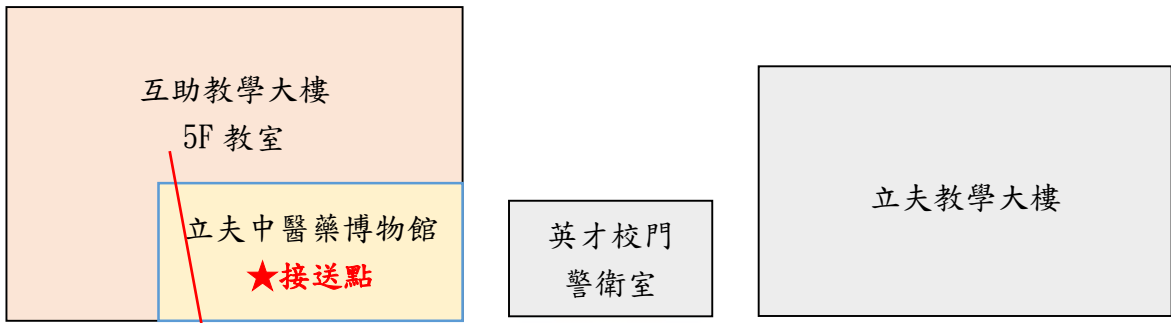 互助教學大樓
5F 教室
立夫中醫藥博物館
★接送點
英才校門
警衛室
立夫教學大樓